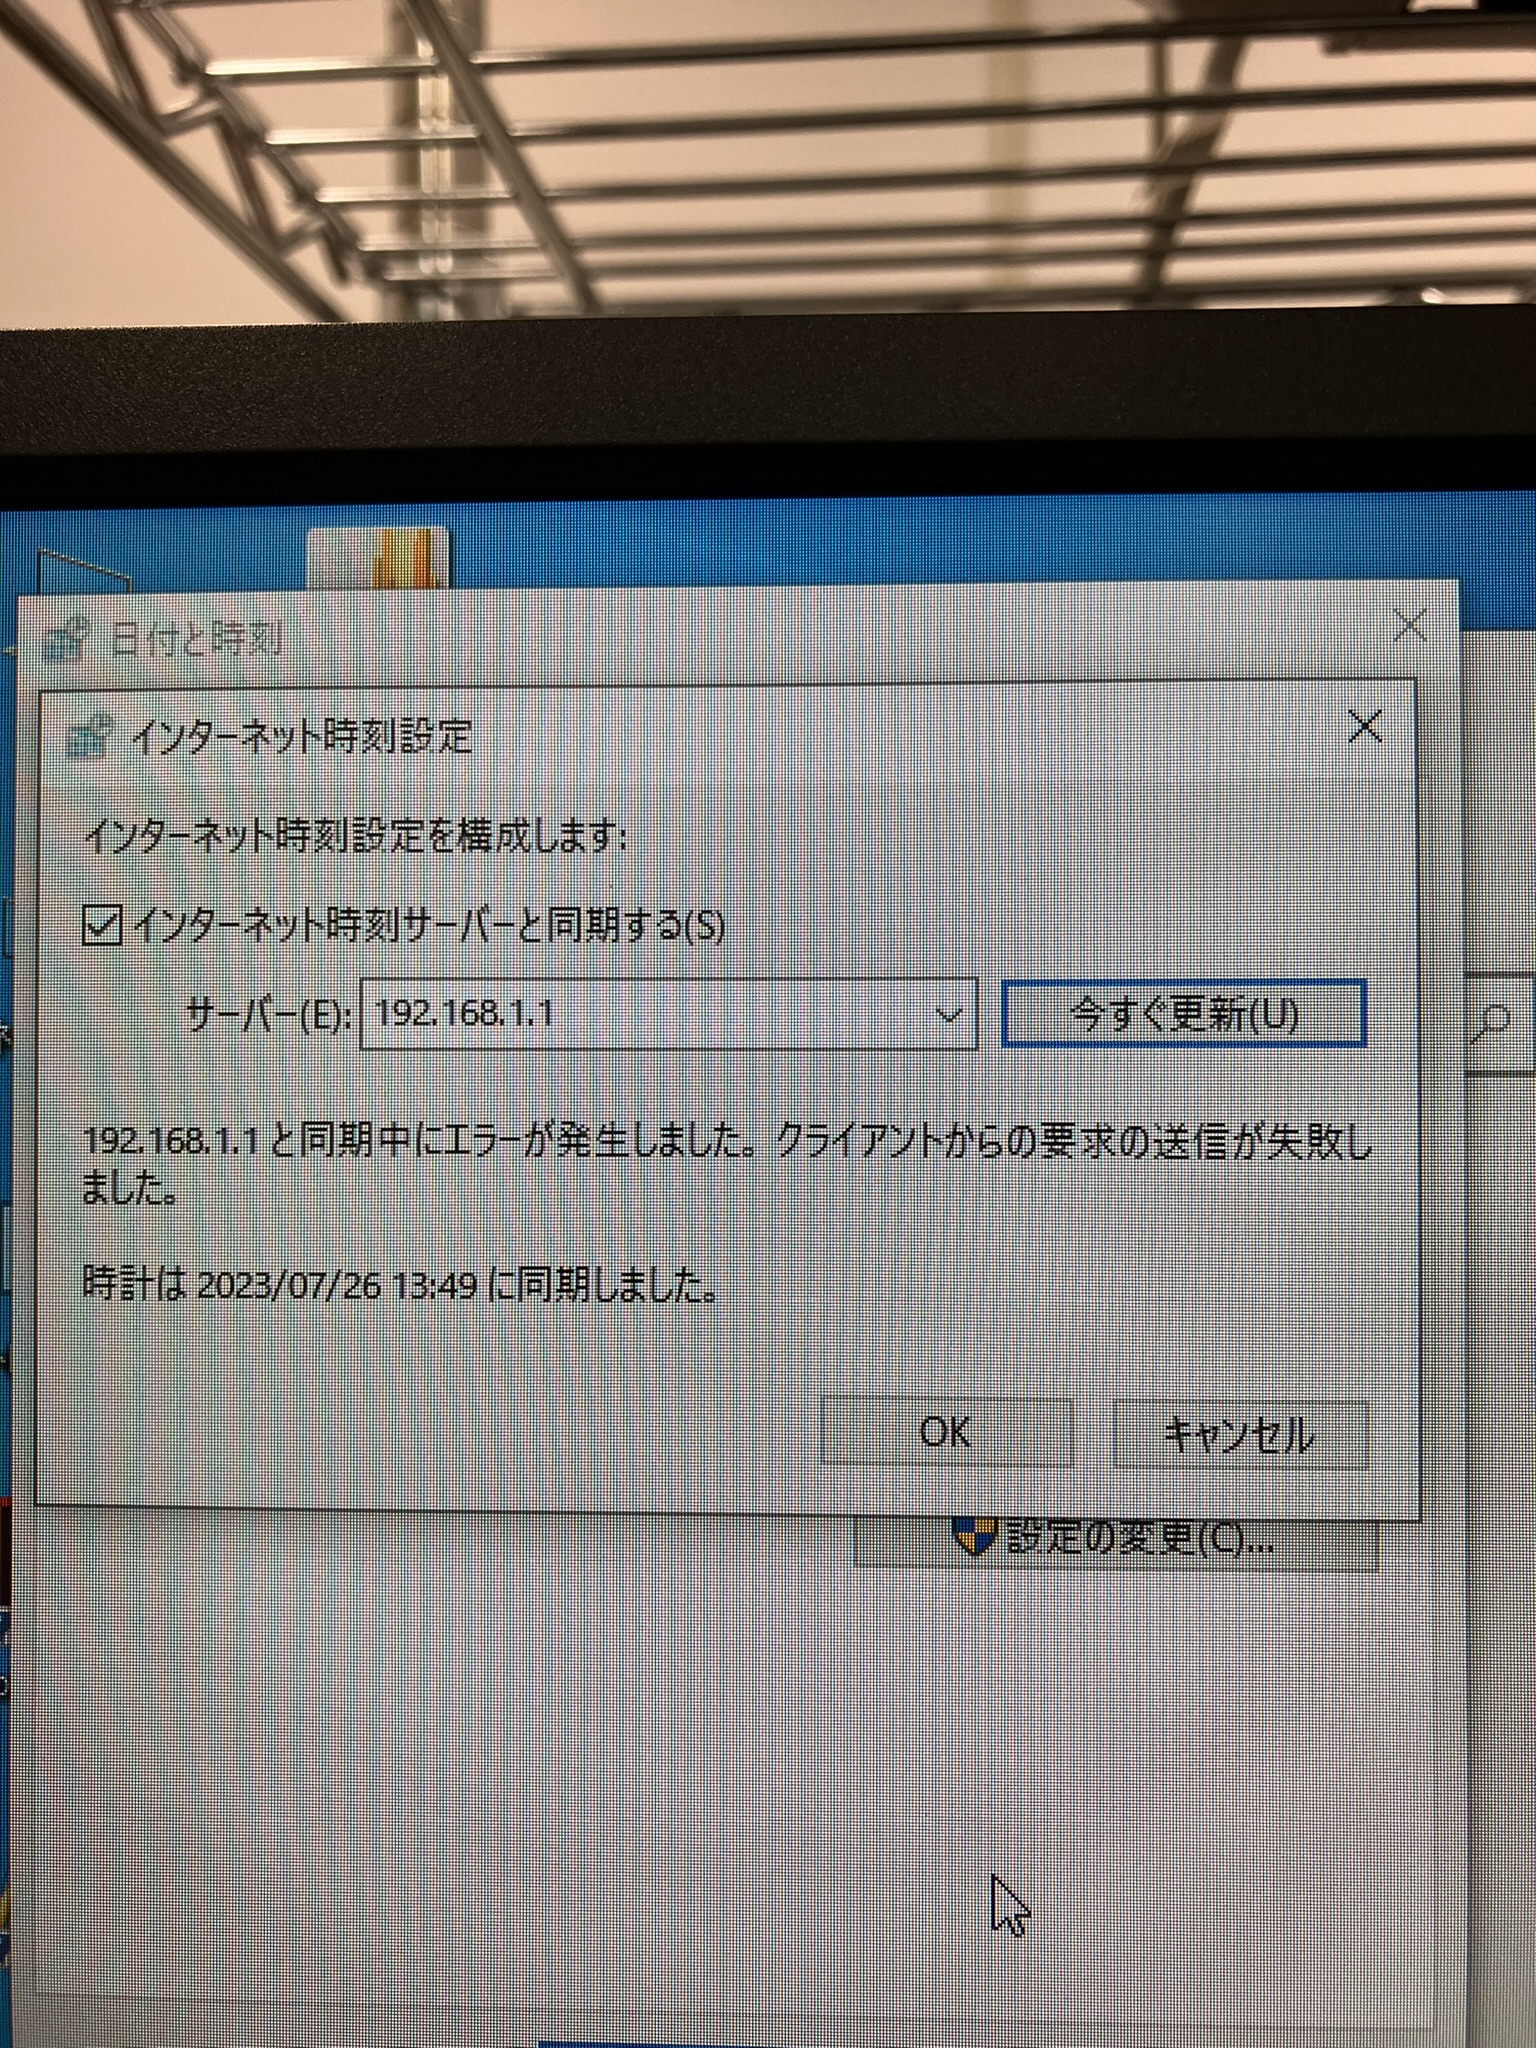 日付と時刻
インターネット時刻設定
インターネット時刻設定を構成します:
インターネット時刻サーバーと同期する(S)
サーバー(E): 192.168.1.1 今すぐ更新(U)
192.168.1.1 と同期中にエラーが発生しました。クライアントからの要求の送信が失敗し
ました。
時計は 2023/07/26 13:49 に同期しました。
OK キャンセル
設定の変更(C)...